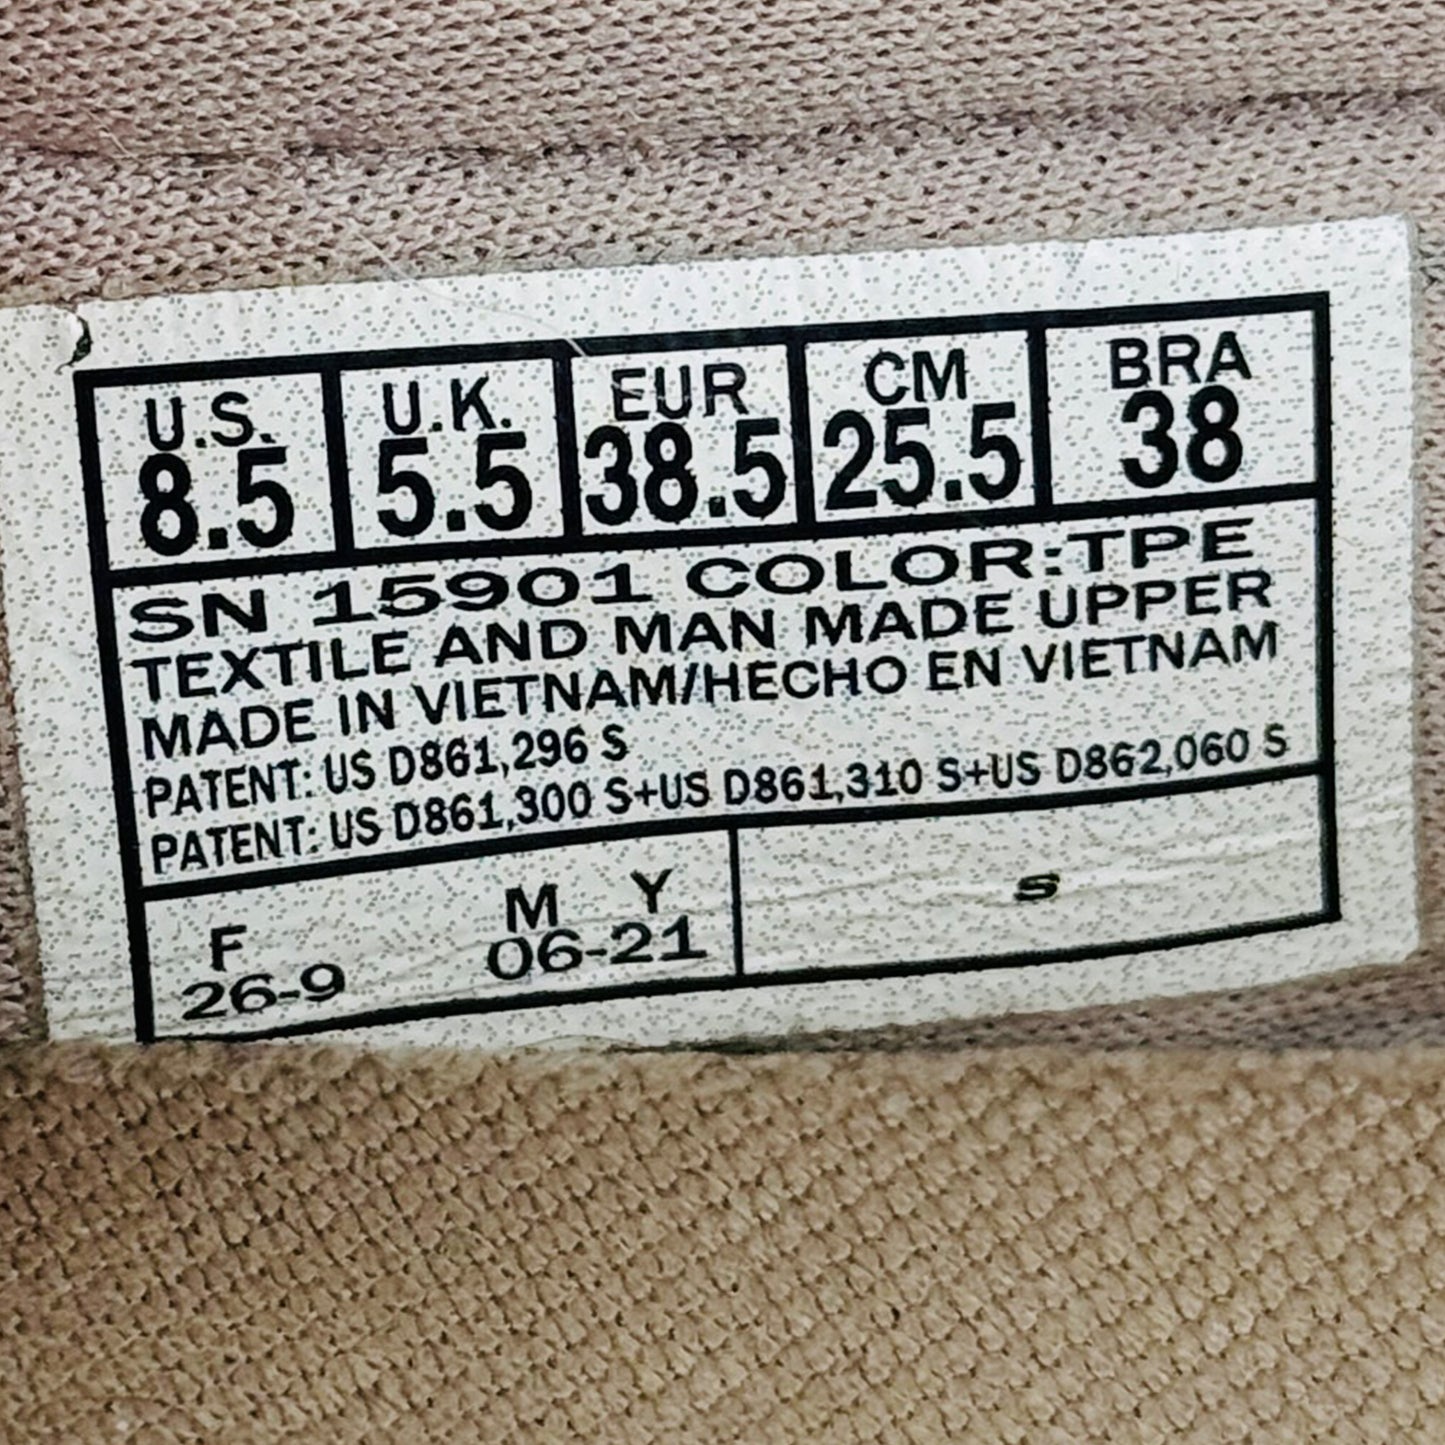 U.S. U.K. EUR CM BRA
8.5 5.5 38.5 25.5 38
SN 15901 COLOR:TPE
TEXTILE AND MAN MADE UPPER
MADE IN VIETNAM/HECHO EN VIETNAM
PATENT: US D861,296 S
PATENT: US D861,300 S+US D861,310 S+US D862,060 S
F M Y S
26-9 06-21